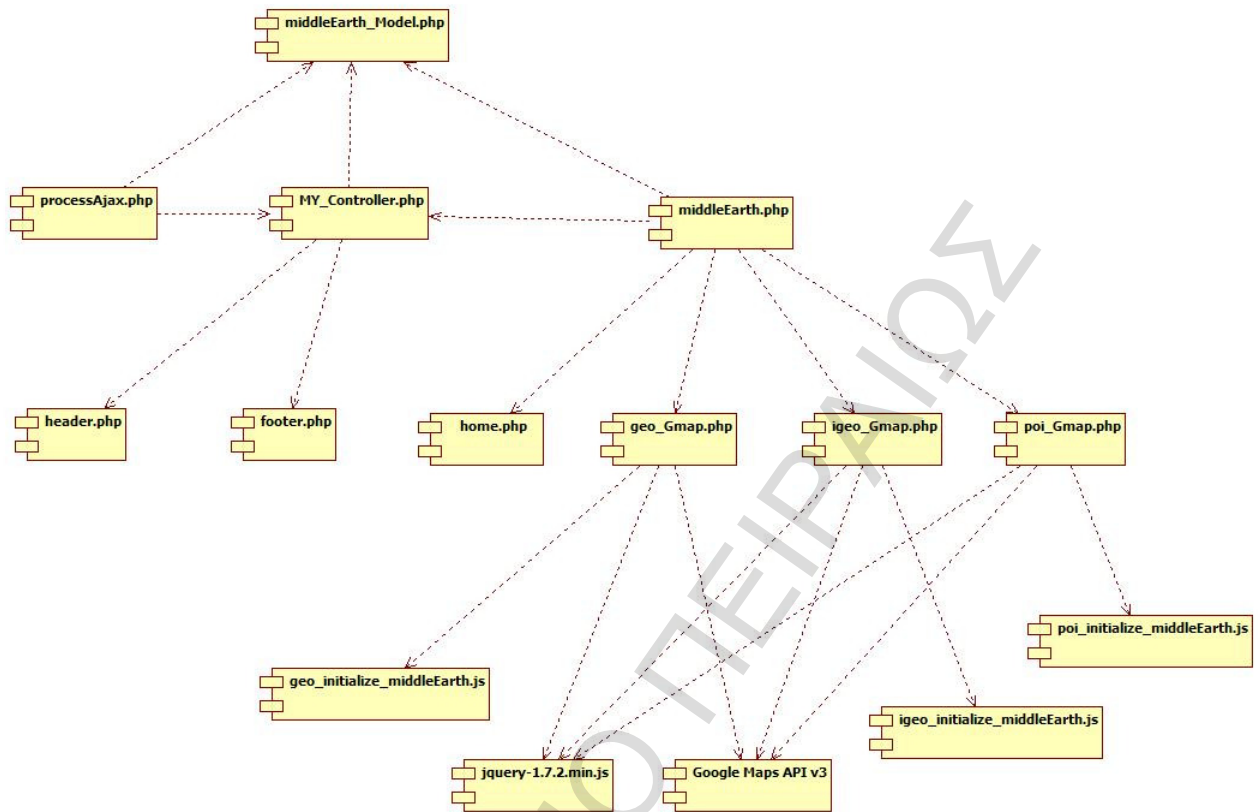 middleEarth_Model.php
processAjax.php
MY_Controller.php
middleEarth.php
header.php
footer.php
home.php
geo_Gmap.php
igeo_Gmap.php
poi_Gmap.php
poi_initialize_middleEarth.js
geo_initialize_middleEarth.js
igeo_initialize_middleEarth.js
jquery-1.7.2.min.js
Google Maps API v3
ΠΕΙΡΑΙΩΣ